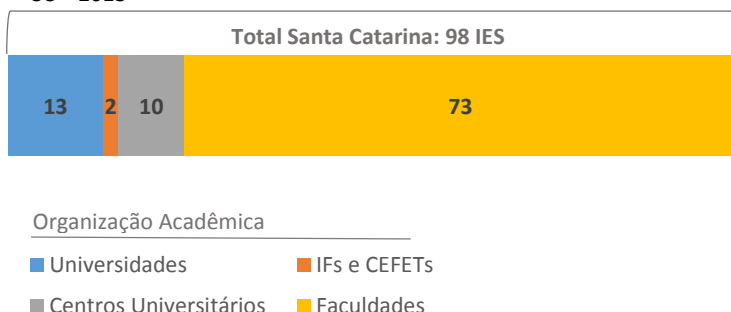 Total Santa Catarina: 98 IES
13 2 10 73
Organização Acadêmica
Universidades IFs e CEFETs
Centros Universitários Faculdades